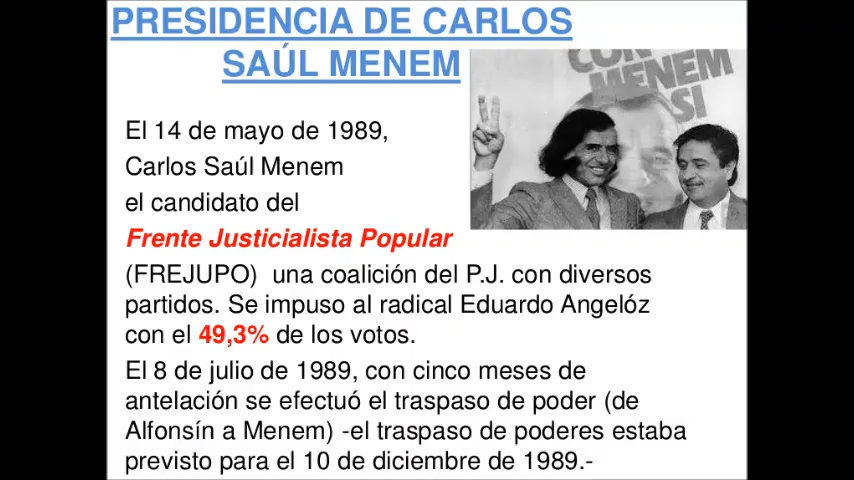 PRESIDENCIA DE CARLOS
SAÚL MENEM
CON
MENEM
SI
El 14 de mayo de 1989,
Carlos Saúl Menem
el candidato del
Frente Justicialista Popular
(FREJUPO) una coalición del P.J. con diversos
partidos. Se impuso al radical Eduardo Angelóz
con el 49,3% de los votos.
El 8 de julio de 1989, con cinco meses de
antelación se efectuó el traspaso de poder (de
Alfonsín a Menem) -el traspaso de poderes estaba
previsto para el 10 de diciembre de 1989.-